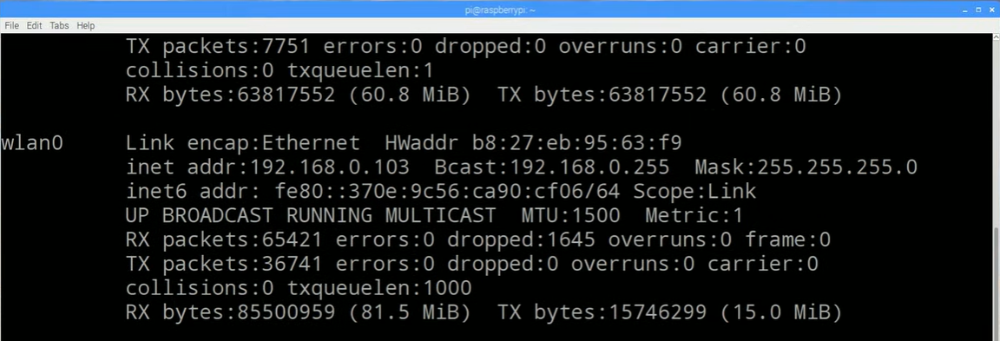 pi@raspberrypi: ~
File Edit Tabs Help
TX packets:7751 errors:0 dropped:0 overruns:0 carrier:0
collisions:0 txqueuelen:1
RX bytes:63817552 (60.8 MiB)  TX bytes:63817552 (60.8 MiB)
wlan0     Link encap:Ethernet  HWaddr b8:27:eb:95:63:f9
inet addr:192.168.0.103  Bcast:192.168.0.255  Mask:255.255.255.0
inet6 addr: fe80::370e:9c56:ca90:cf06/64 Scope:Link
UP BROADCAST RUNNING MULTICAST  MTU:1500  Metric:1
RX packets:65421 errors:0 dropped:1645 overruns:0 frame:0
TX packets:36741 errors:0 dropped:0 overruns:0 carrier:0
collisions:0 txqueuelen:1000
RX bytes:85500959 (81.5 MiB)  TX bytes:15746299 (15.0 MiB)